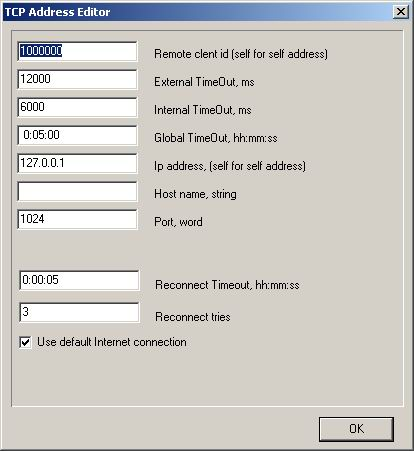 TCP Address Editor
1000000 Remote clent id (self for self address)
12000 External TimeOut, ms
6000 Internal TimeOut, ms
0:05:00 Global TimeOut, hh:mm:ss
127.0.0.1 Ip address, (self for self address)
Host name, string
1024 Port, word
0:00:05 Reconnect Timeout, hh:mm:ss
3 Reconnect tries
Use default Internet connection
OK